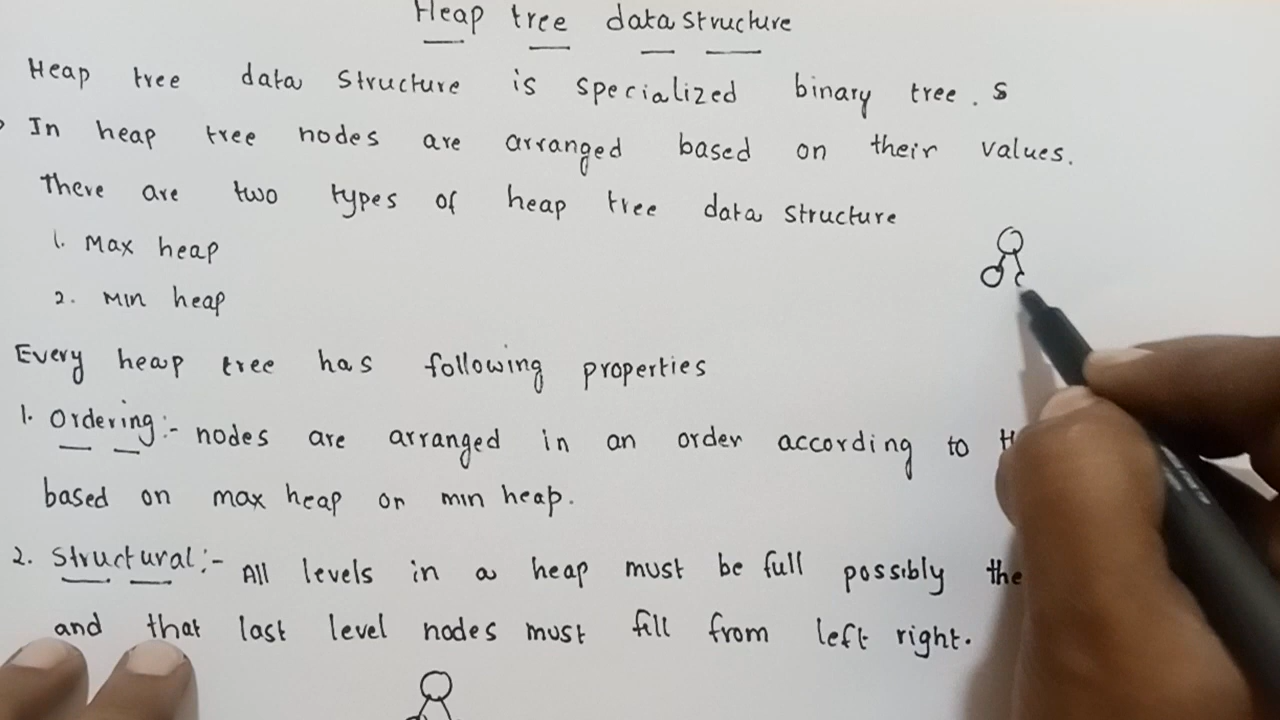 Heap tree data structure
Heap tree data structure is specialized binary tree. s
In heap tree nodes are arranged based on their values.
There are two types of heap tree data structure
1. Max heap
2. Min heap
Every heap tree has following properties
1. Ordering:- nodes are arranged in an order according to
based on max heap or min heap.
2. Structural:- All levels in a heap must be full possibly the
and that last level nodes must fill from left right.